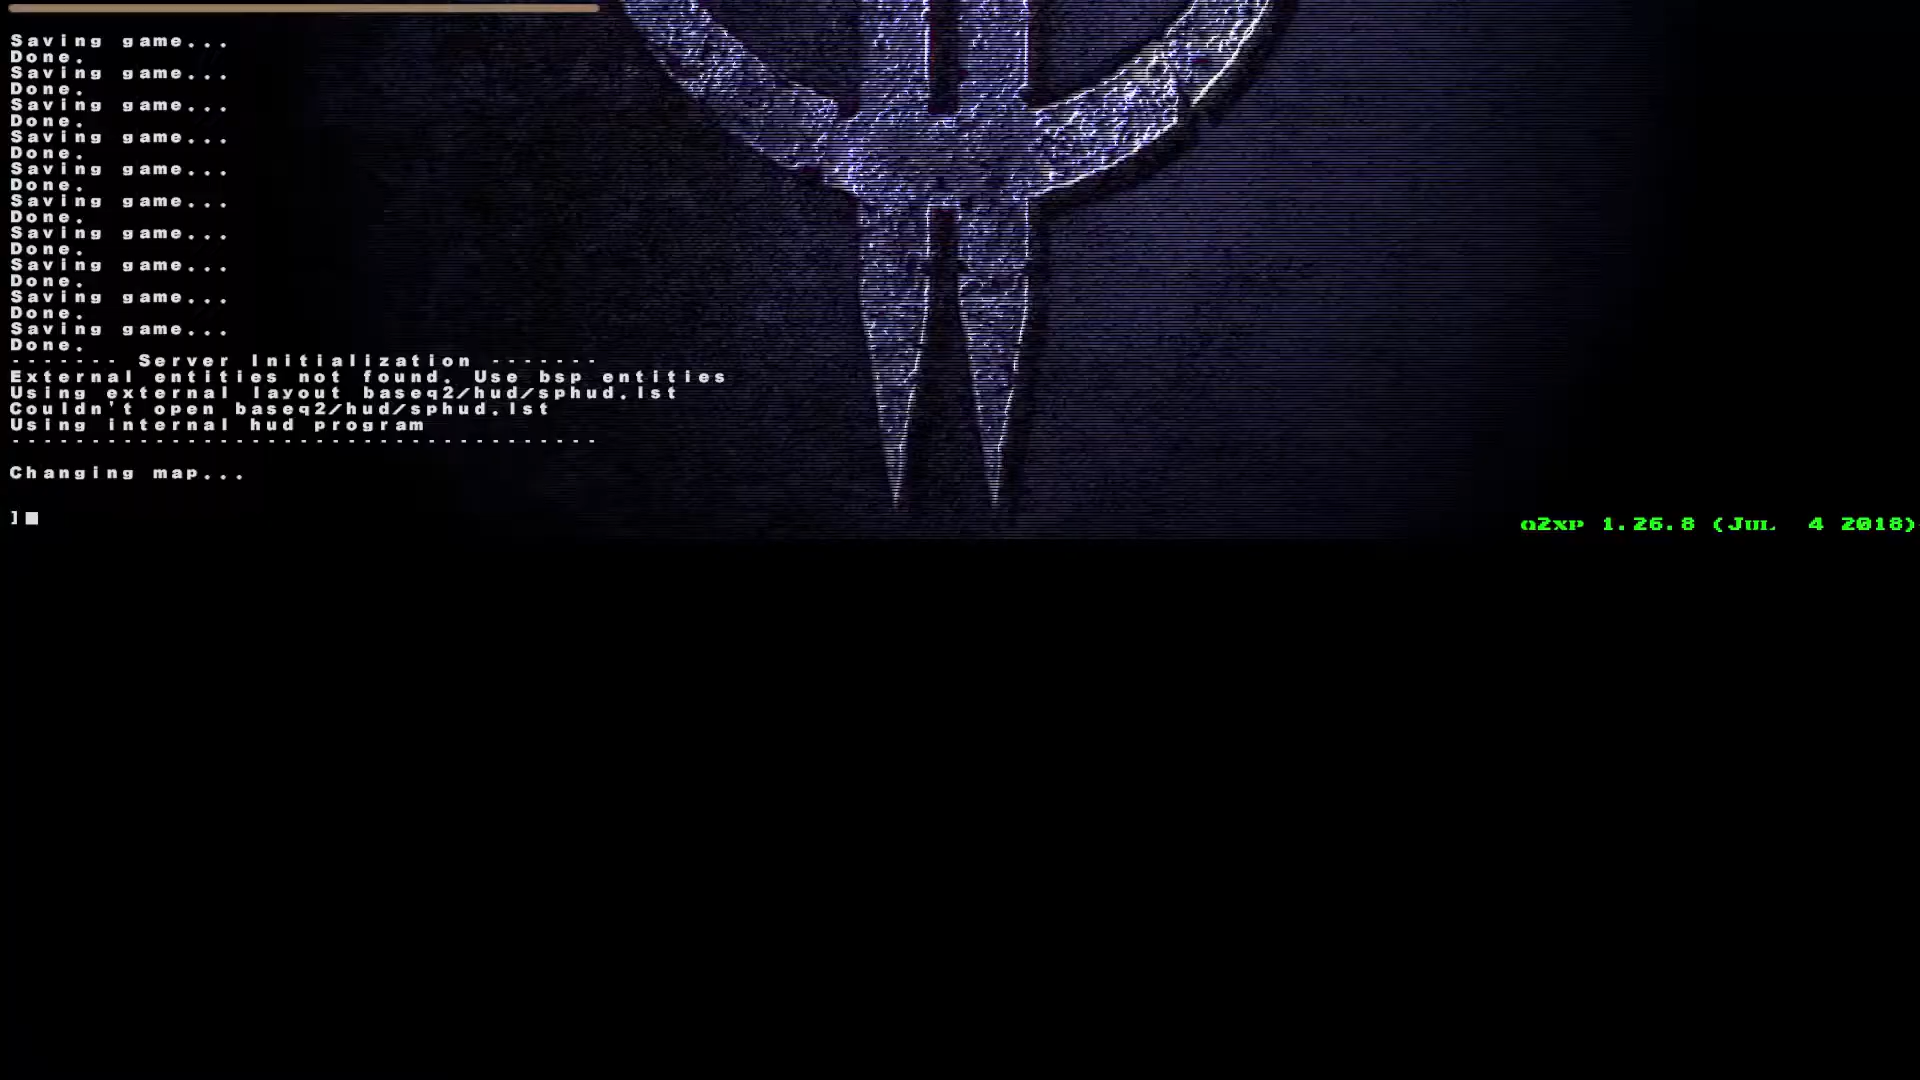 Saving game...
Done.
Saving game...
Done.
Saving game...
Done.
Saving game...
Done.
Saving game...
Done.
Saving game...
Done.
Saving game...
Done.
Saving game...
Done.
Saving game...
Done.
Saving game...
Done.
------- Server Initialization -------
External entities not found. Use bsp entities
Using external layout baseq2/hud/sphud.lst
Couldn't open baseq2/hud/sphud.lst
Using internal hud program
-------------------------------------
Changing map...
]
q2xp 1.26.8 (Jul  4 2018)